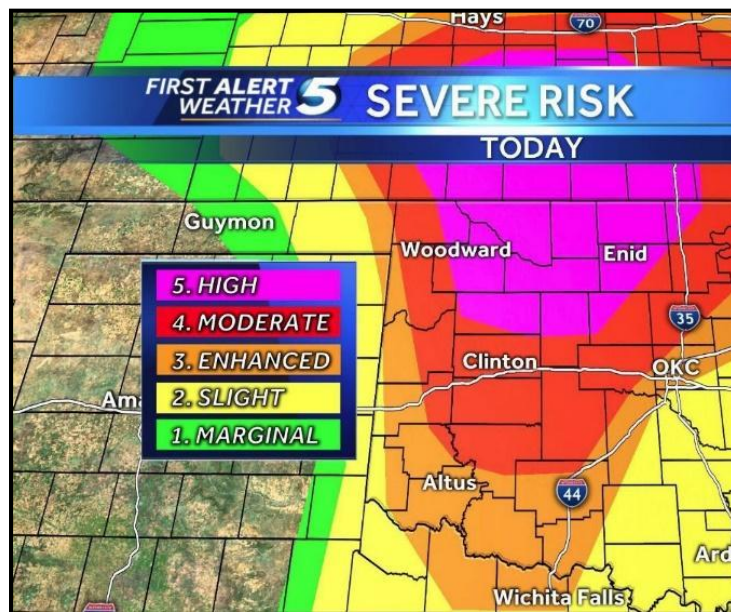 Hays
70
FIRST ALERT
WEATHER 5
SEVERE RISK
TODAY
Guymon
Woodward
Enid
5. HIGH
4. MODERATE
3. ENHANCED
2. SLIGHT
1. MARGINAL
35
Clinton
OKC
Ama
Altus
44
Ard
Wichita Falls